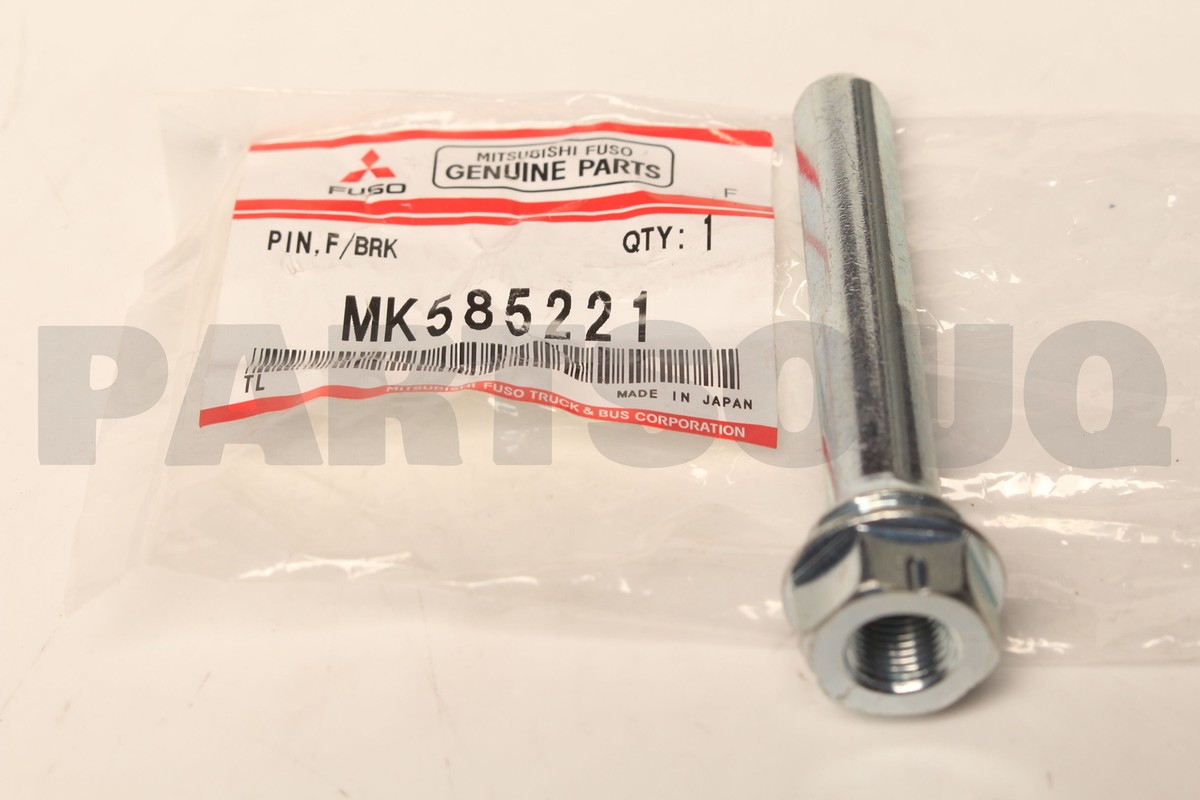 MITSUBISHI FUSO
GENUINE PARTS
FUSO
F
PIN,F/BRK QTY: 1
MK585221
TL
MADE IN JAPAN
MITSUBISHI FUSO TRUCK & BUS CORPORATION
PARTSOUQ